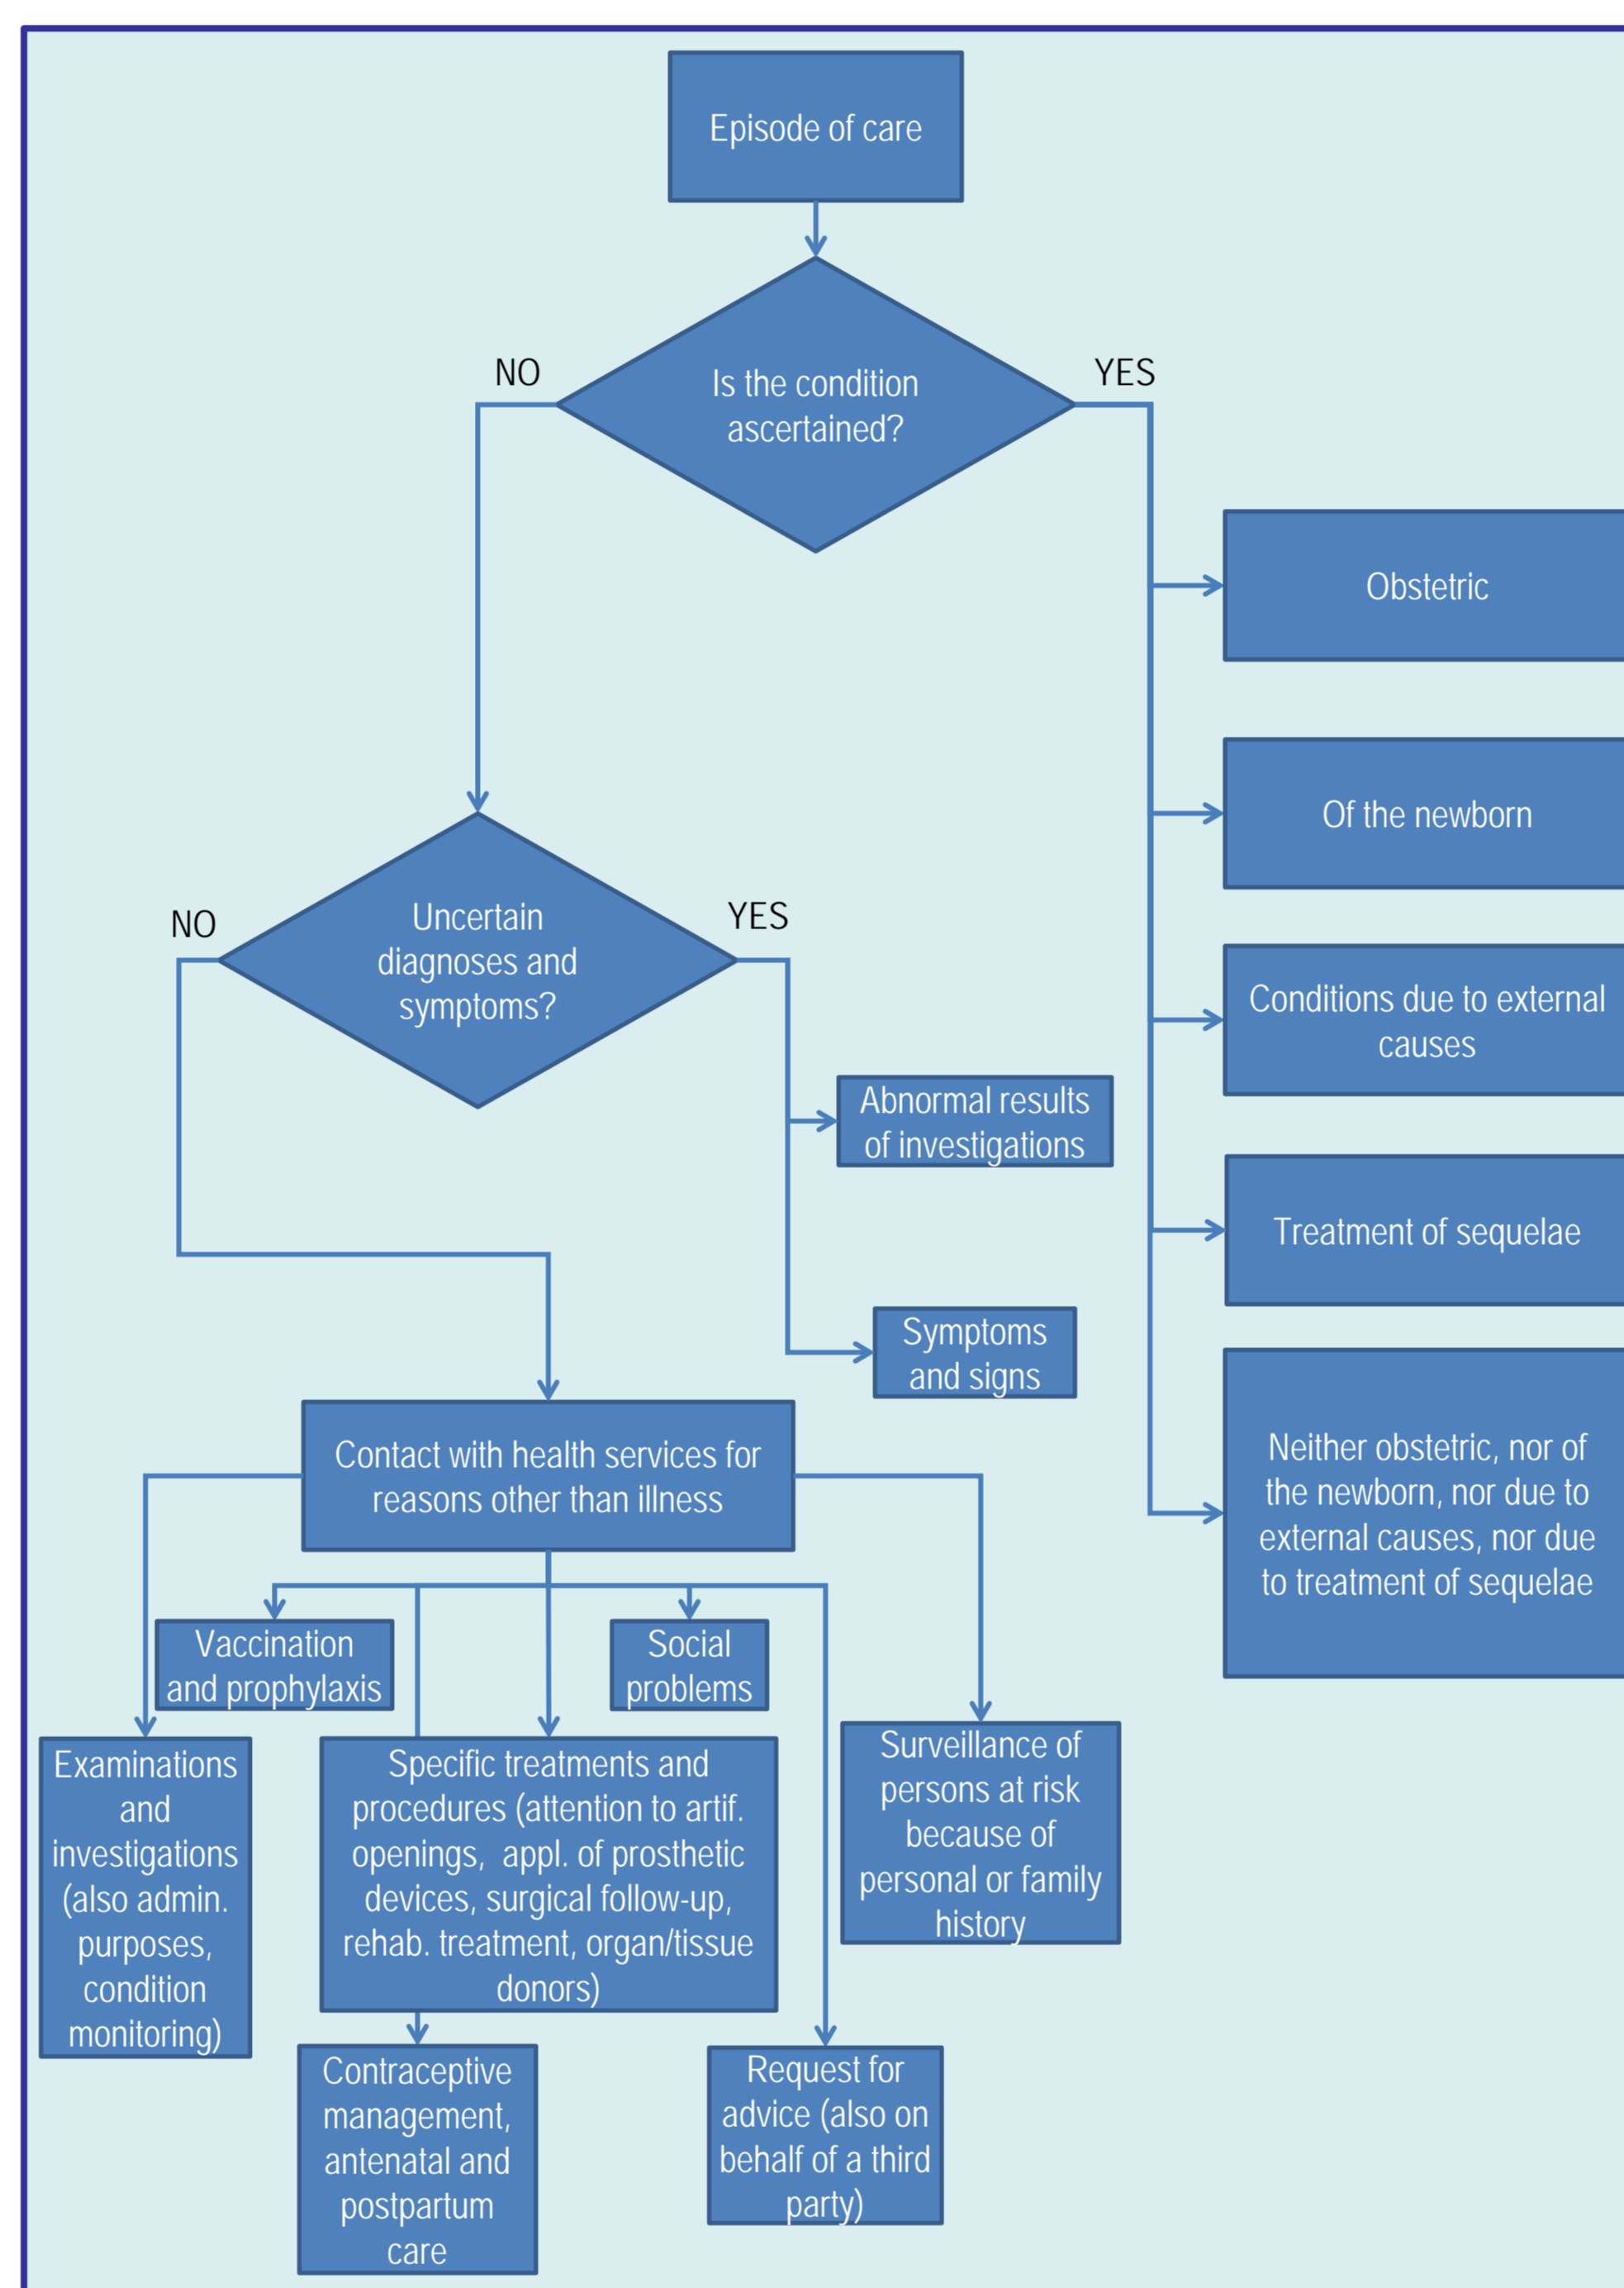 Episode of care
NO
Is the condition
ascertained?
YES
Obstetric
Of the newborn
Conditions due to external
causes
Treatment of sequelae
Neither obstetric, nor of
the newborn, nor due to
external causes, nor due
to treatment of sequelae
NO
Uncertain
diagnoses and
symptoms?
YES
Abnormal results
of investigations
Symptoms
and signs
Contact with health services for
reasons other than illness
Vaccination
and prophylaxis
Social
problems
Examinations
and
investigations
(also admin.
purposes,
condition
monitoring)
Specific treatments and
procedures (attention to artif.
openings, appl. of prosthetic
devices, surgical follow-up,
rehab. treatment, organ/tissue
donors)
Surveillance of
persons at risk
because of
personal or family
history
Contraceptive
management,
antenatal and
postpartum
care
Request for
advice (also on
behalf of a third
party)